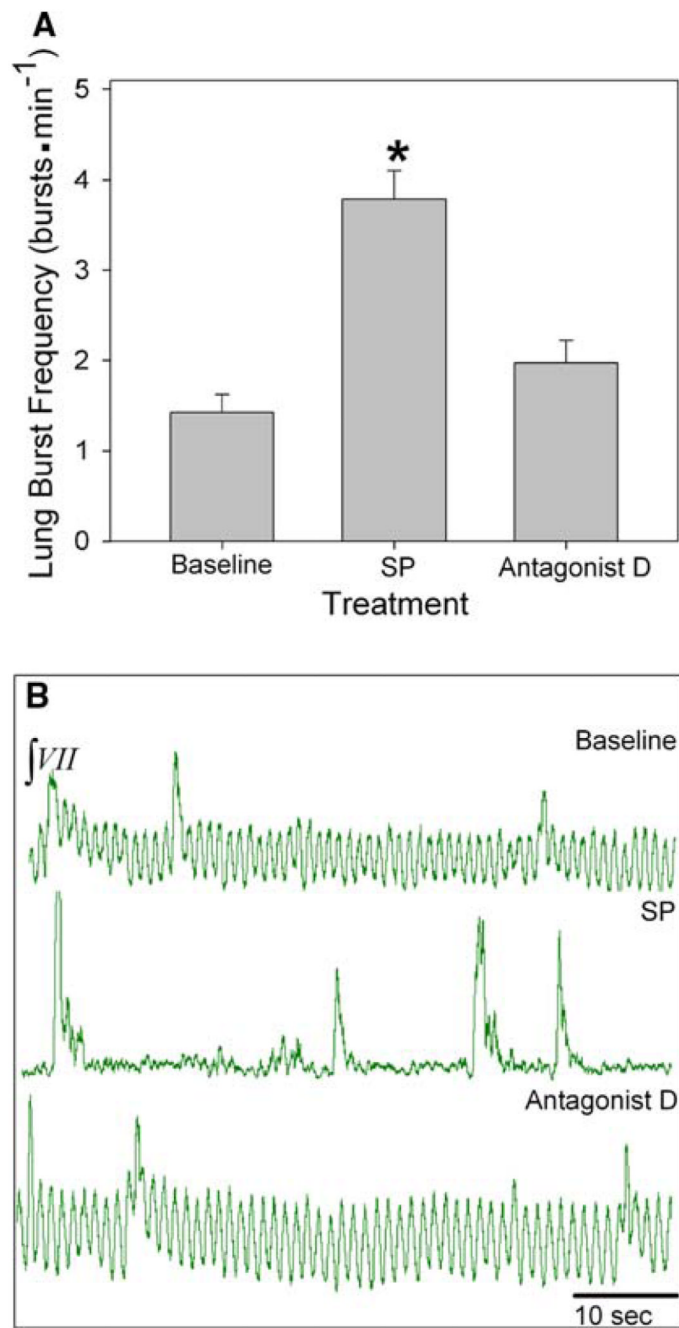 A
Lung Burst Frequency (bursts▪min⁻¹)
5
4
3
2
1
0
*
Baseline SP Antagonist D
Treatment
B
∫VII
Baseline
SP
Antagonist D
10 sec